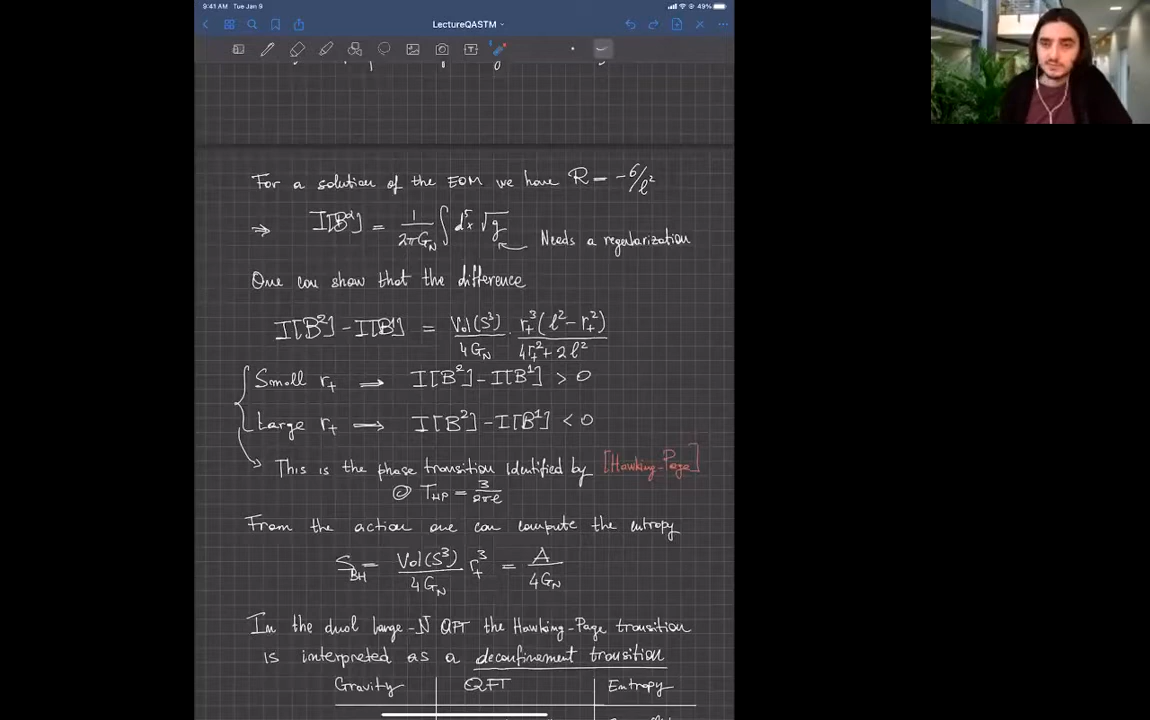 9:41 AM Tue Jan 9
49%
LectureQASTM
For a solution of the EOM we have R = -6/l²
⇒ I[Bᵅ] = 1/(2πG_N) ∫ d⁵x √g Needs a regularization
One can show that the difference
I[B²] - I[B¹] = Vol(S³)/(4G_N) · r₊³(l² - r₊²)/(4r₊² + 2l²)
Small r₊ ⟹ I[B²] - I[B¹] > 0
Large r₊ ⟹ I[B²] - I[B¹] < 0
This is the phase transition identified by [Hawking-Page]
@ T_HP = 3/(2πl)
From the action one can compute the entropy
S_BH = Vol(S³)/(4G_N) r₊³ = A/(4G_N)
In the dual large-N QFT the Hawking-Page transition
is interpreted as a deconfinement transition
Gravity | QFT | Entropy